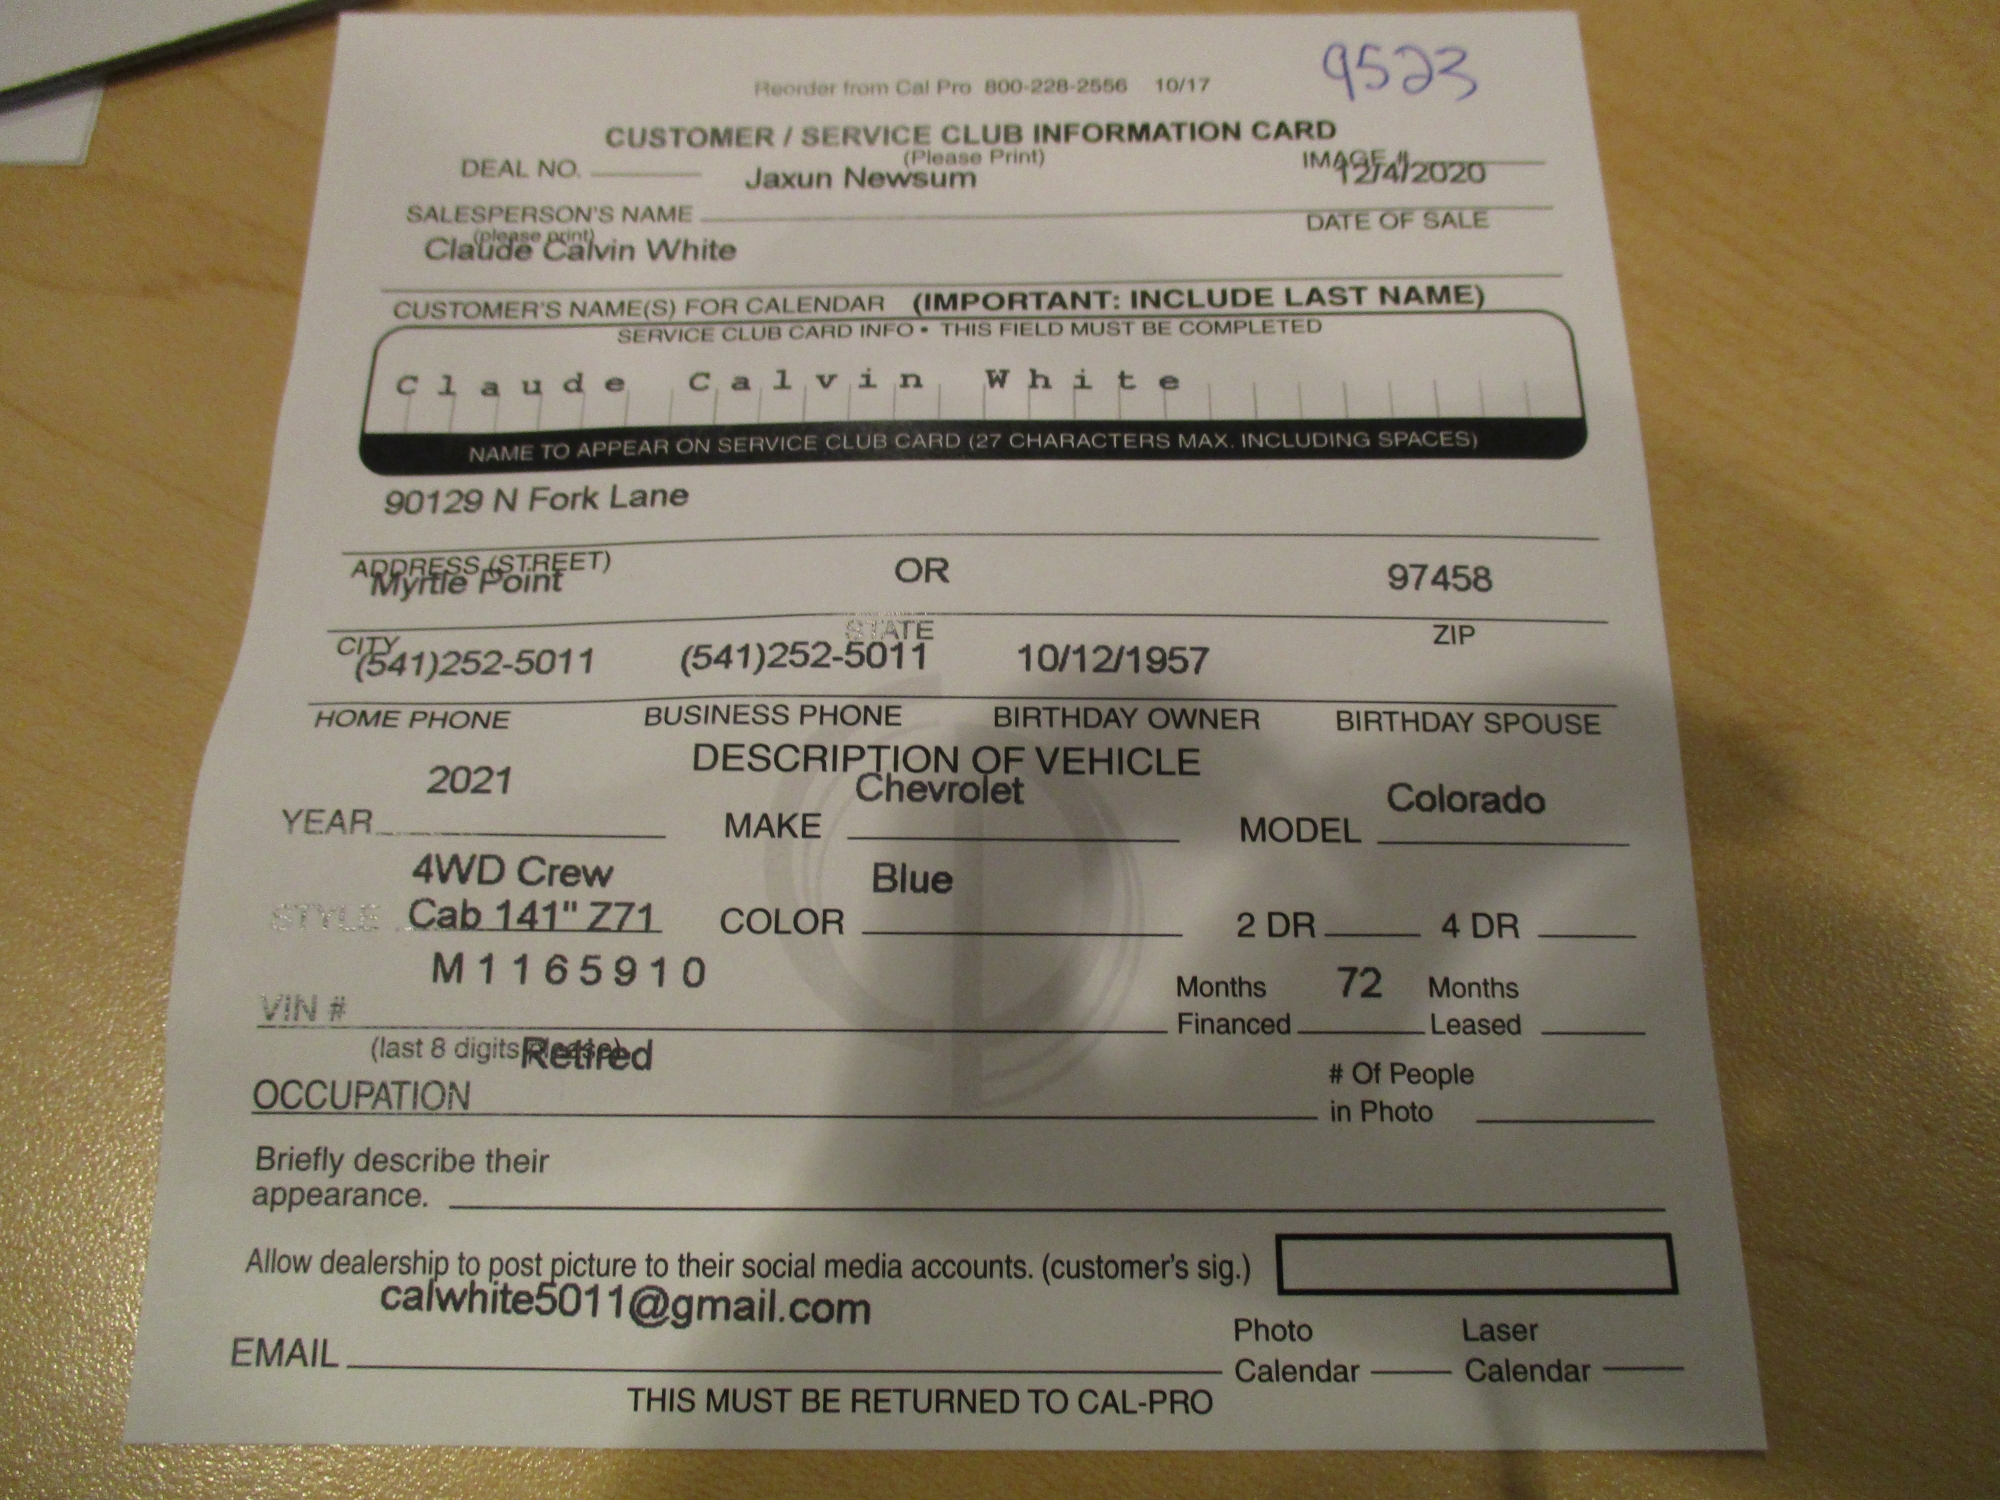 9523
Reorder from Cal Pro 800-228-2556 10/17
CUSTOMER / SERVICE CLUB INFORMATION CARD
(Please Print)
DEAL NO. IMAGE #
Jaxun Newsum 12/4/2020
SALESPERSON'S NAME DATE OF SALE
(please print)
Claude Calvin White
CUSTOMER'S NAME(S) FOR CALENDAR (IMPORTANT: INCLUDE LAST NAME)
SERVICE CLUB CARD INFO • THIS FIELD MUST BE COMPLETED
Claude Calvin White
NAME TO APPEAR ON SERVICE CLUB CARD (27 CHARACTERS MAX. INCLUDING SPACES)
90129 N Fork Lane
ADDRESS (STREET)
Myrtle Point OR 97458
CITY STATE ZIP
(541)252-5011 (541)252-5011 10/12/1957
HOME PHONE BUSINESS PHONE BIRTHDAY OWNER BIRTHDAY SPOUSE
DESCRIPTION OF VEHICLE
2021 Chevrolet Colorado
YEAR MAKE MODEL
4WD Crew Blue
STYLE Cab 141" Z71 COLOR 2 DR 4 DR
M1165910 Months 72 Months
VIN # Financed Leased
(last 8 digits please)
Retired # Of People
OCCUPATION in Photo
Briefly describe their
appearance.
Allow dealership to post picture to their social media accounts. (customer's sig.)
calwhite5011@gmail.com
Photo Laser
EMAIL Calendar Calendar
THIS MUST BE RETURNED TO CAL-PRO